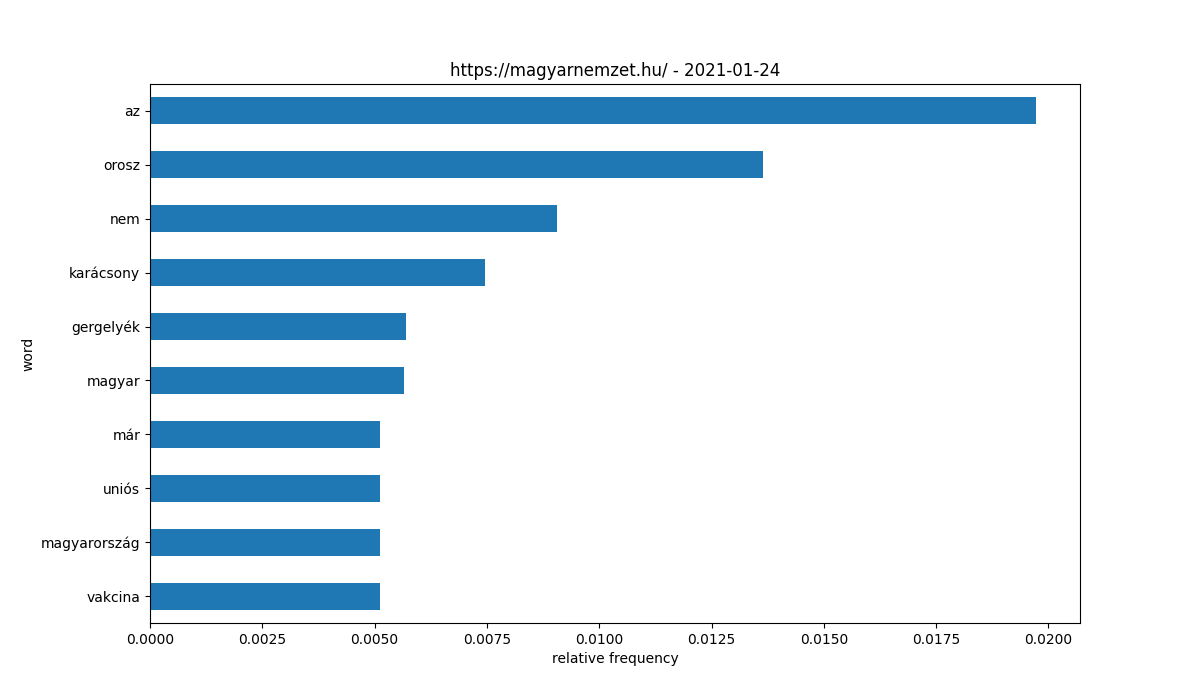 https://magyarnemzet.hu/ - 2021-01-24
az
orosz
nem
karácsony
gergelyék
magyar
már
uniós
magyarország
vakcina
word
0.0000 0.0025 0.0050 0.0075 0.0100 0.0125 0.0150 0.0175 0.0200
relative frequency